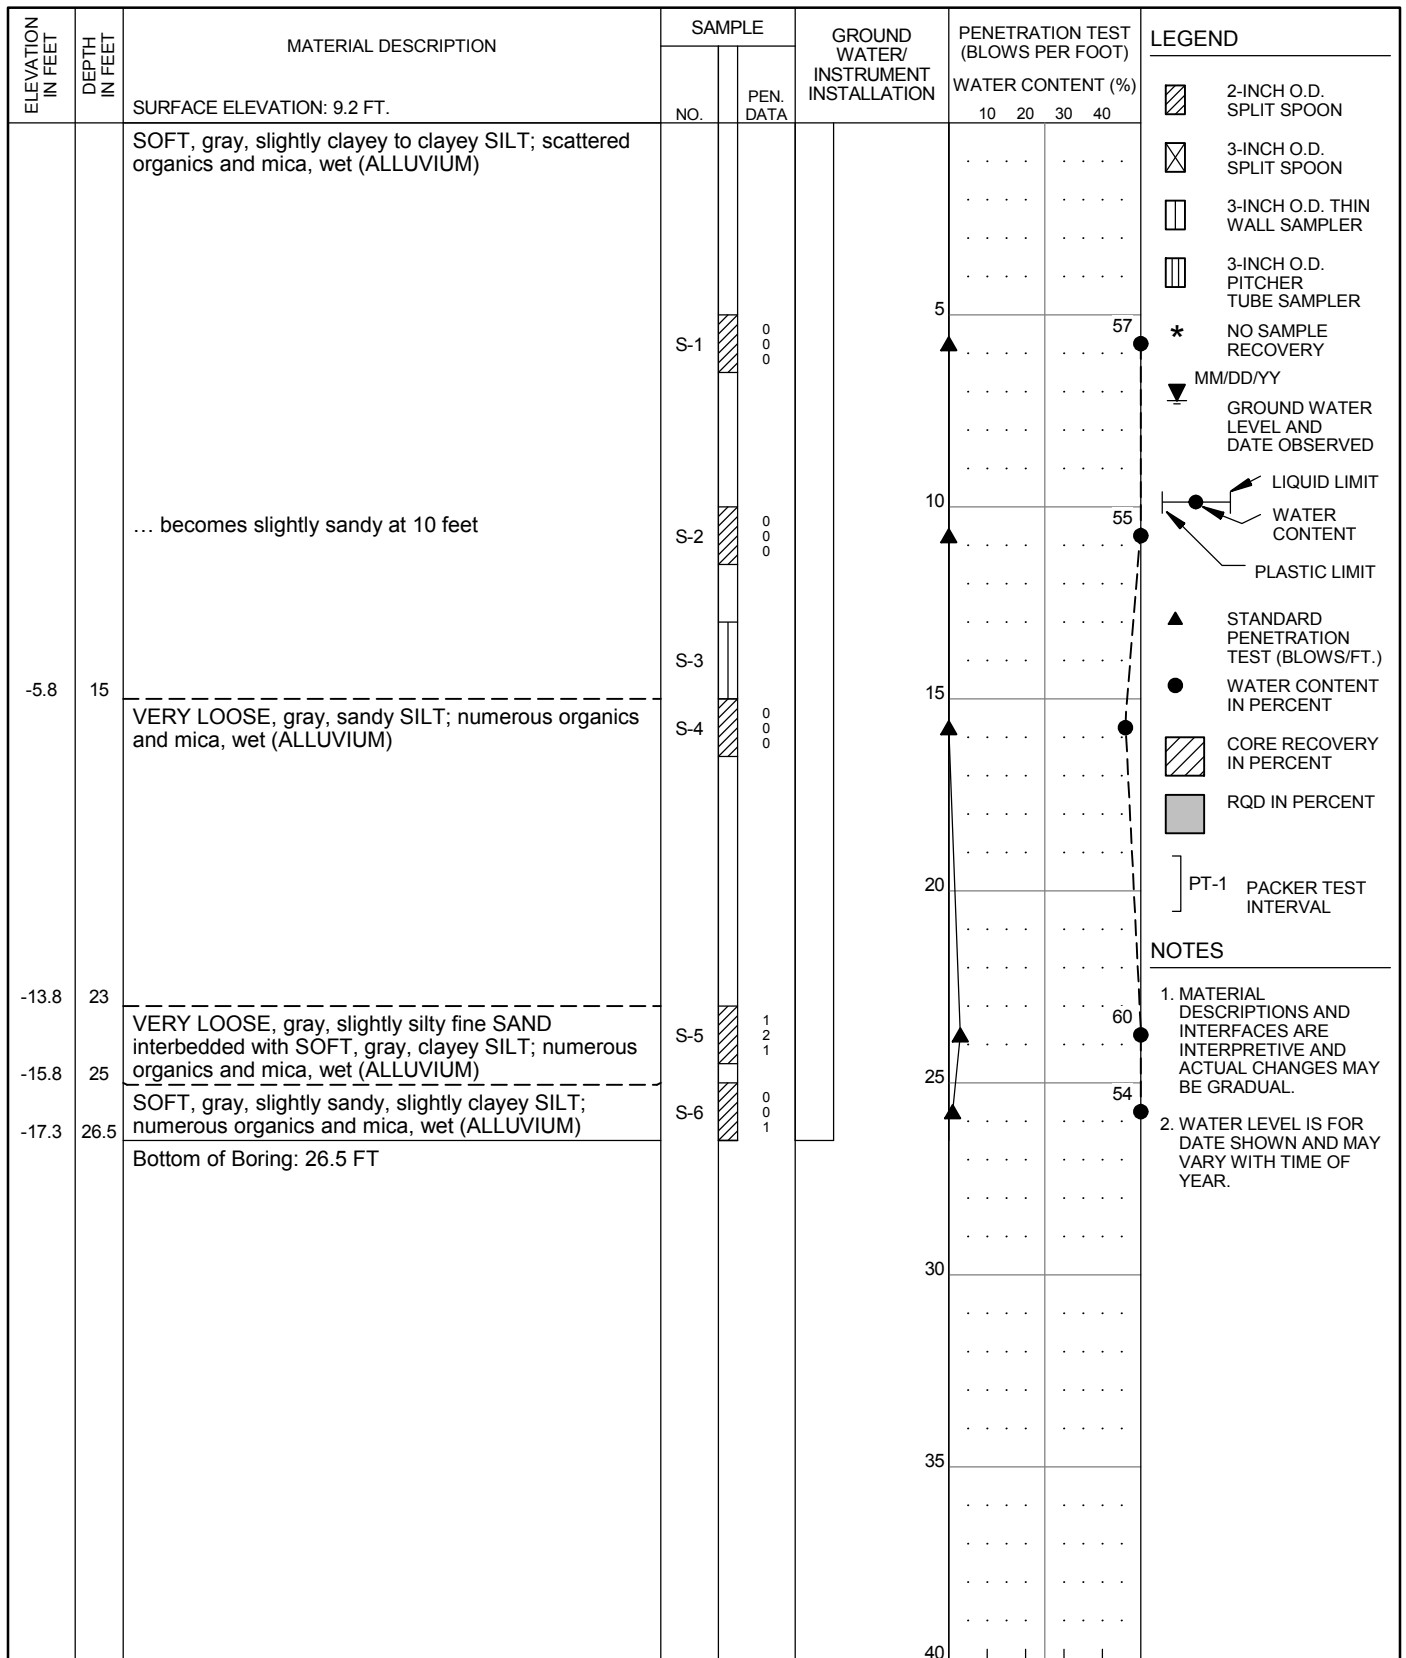 ELEVATION
IN FEET
DEPTH
IN FEET
MATERIAL DESCRIPTION
SURFACE ELEVATION: 9.2 FT.
SAMPLE
NO.
PEN.
DATA
GROUND
WATER/
INSTRUMENT
INSTALLATION
PENETRATION TEST
(BLOWS PER FOOT)
WATER CONTENT (%)
10 20 30 40
SOFT, gray, slightly clayey to clayey SILT; scattered
organics and mica, wet (ALLUVIUM)
5
S-1
0
0
0
57
10
… becomes slightly sandy at 10 feet
S-2
0
0
0
55
S-3
-5.8 15
15
VERY LOOSE, gray, sandy SILT; numerous organics
and mica, wet (ALLUVIUM)
S-4
0
0
0
20
-13.8 23
VERY LOOSE, gray, slightly silty fine SAND
interbedded with SOFT, gray, clayey SILT; numerous
organics and mica, wet (ALLUVIUM)
S-5
1
2
1
60
-15.8 25
25
SOFT, gray, slightly sandy, slightly clayey SILT;
numerous organics and mica, wet (ALLUVIUM)
S-6
0
0
1
54
-17.3 26.5
Bottom of Boring: 26.5 FT
30
35
40
LEGEND
2-INCH O.D.
SPLIT SPOON
3-INCH O.D.
SPLIT SPOON
3-INCH O.D. THIN
WALL SAMPLER
3-INCH O.D.
PITCHER
TUBE SAMPLER
* NO SAMPLE
RECOVERY
MM/DD/YY
GROUND WATER
LEVEL AND
DATE OBSERVED
LIQUID LIMIT
WATER
CONTENT
PLASTIC LIMIT
STANDARD
PENETRATION
TEST (BLOWS/FT.)
WATER CONTENT
IN PERCENT
CORE RECOVERY
IN PERCENT
RQD IN PERCENT
PT-1 PACKER TEST
INTERVAL
NOTES
1. MATERIAL
DESCRIPTIONS AND
INTERFACES ARE
INTERPRETIVE AND
ACTUAL CHANGES MAY
BE GRADUAL.
2. WATER LEVEL IS FOR
DATE SHOWN AND MAY
VARY WITH TIME OF
YEAR.